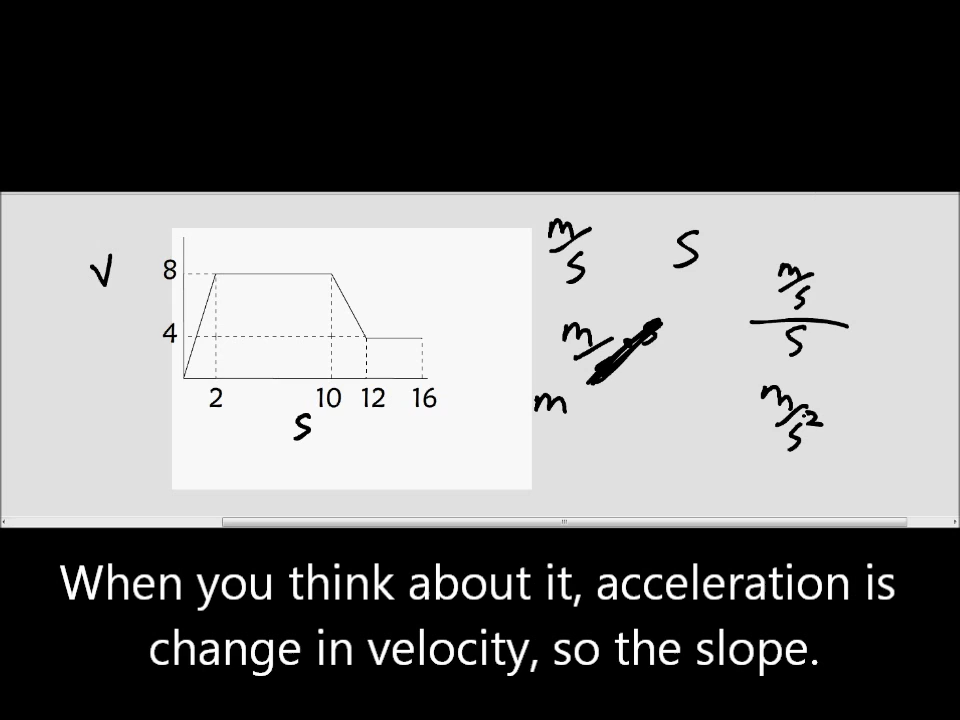 V
8
4
2 10 12 16
S
m/s S
m/
m
m/s
S
m/s²
When you think about it, acceleration is
change in velocity, so the slope.